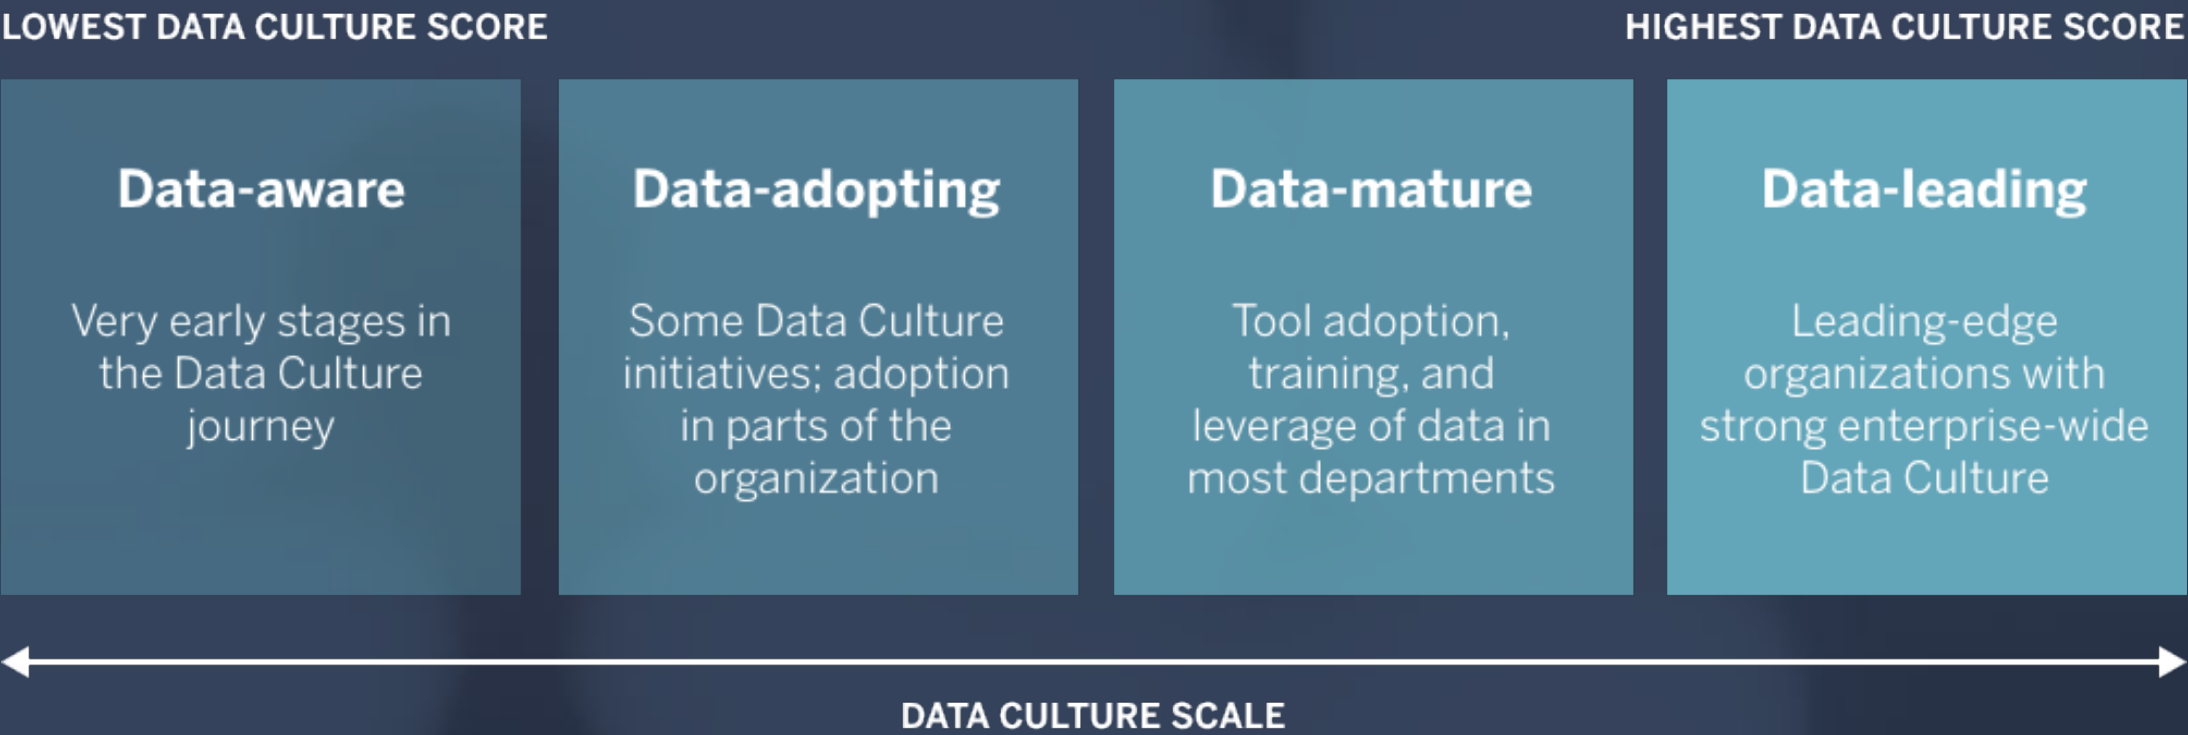 LOWEST DATA CULTURE SCORE
HIGHEST DATA CULTURE SCORE
Data-aware
Very early stages in
the Data Culture
journey
Data-adopting
Some Data Culture
initiatives; adoption
in parts of the
organization
Data-mature
Tool adoption,
training, and
leverage of data in
most departments
Data-leading
Leading-edge
organizations with
strong enterprise-wide
Data Culture
DATA CULTURE SCALE